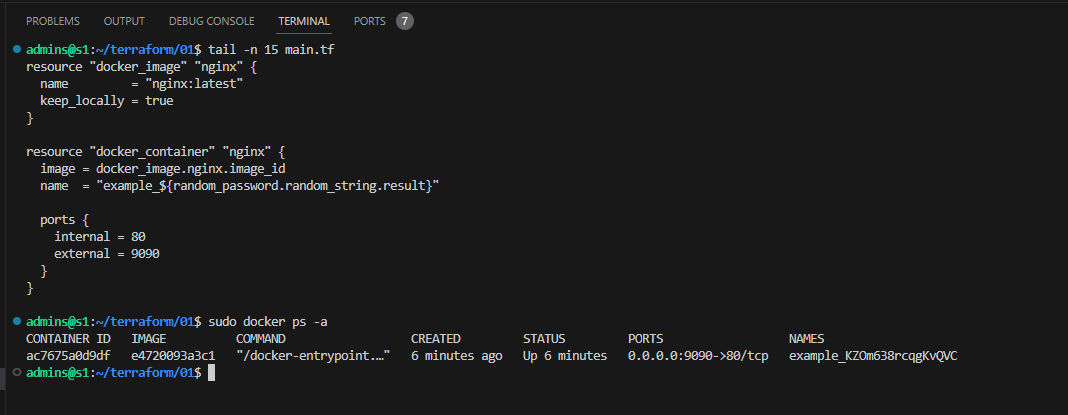 PROBLEMS OUTPUT DEBUG CONSOLE TERMINAL PORTS 7
admins@s1:~/terraform/01$ tail -n 15 main.tf
resource "docker_image" "nginx" {
  name         = "nginx:latest"
  keep_locally = true
}

resource "docker_container" "nginx" {
  image = docker_image.nginx.image_id
  name  = "example_${random_password.random_string.result}"

  ports {
    internal = 80
    external = 9090
  }
}

admins@s1:~/terraform/01$ sudo docker ps -a
CONTAINER ID   IMAGE          COMMAND                  CREATED         STATUS         PORTS                  NAMES
ac7675a0d9df   e4720093a3c1   "/docker-entrypoint.…"   6 minutes ago   Up 6 minutes   0.0.0.0:9090->80/tcp   example_KZOm638rcqgKvQVC
admins@s1:~/terraform/01$